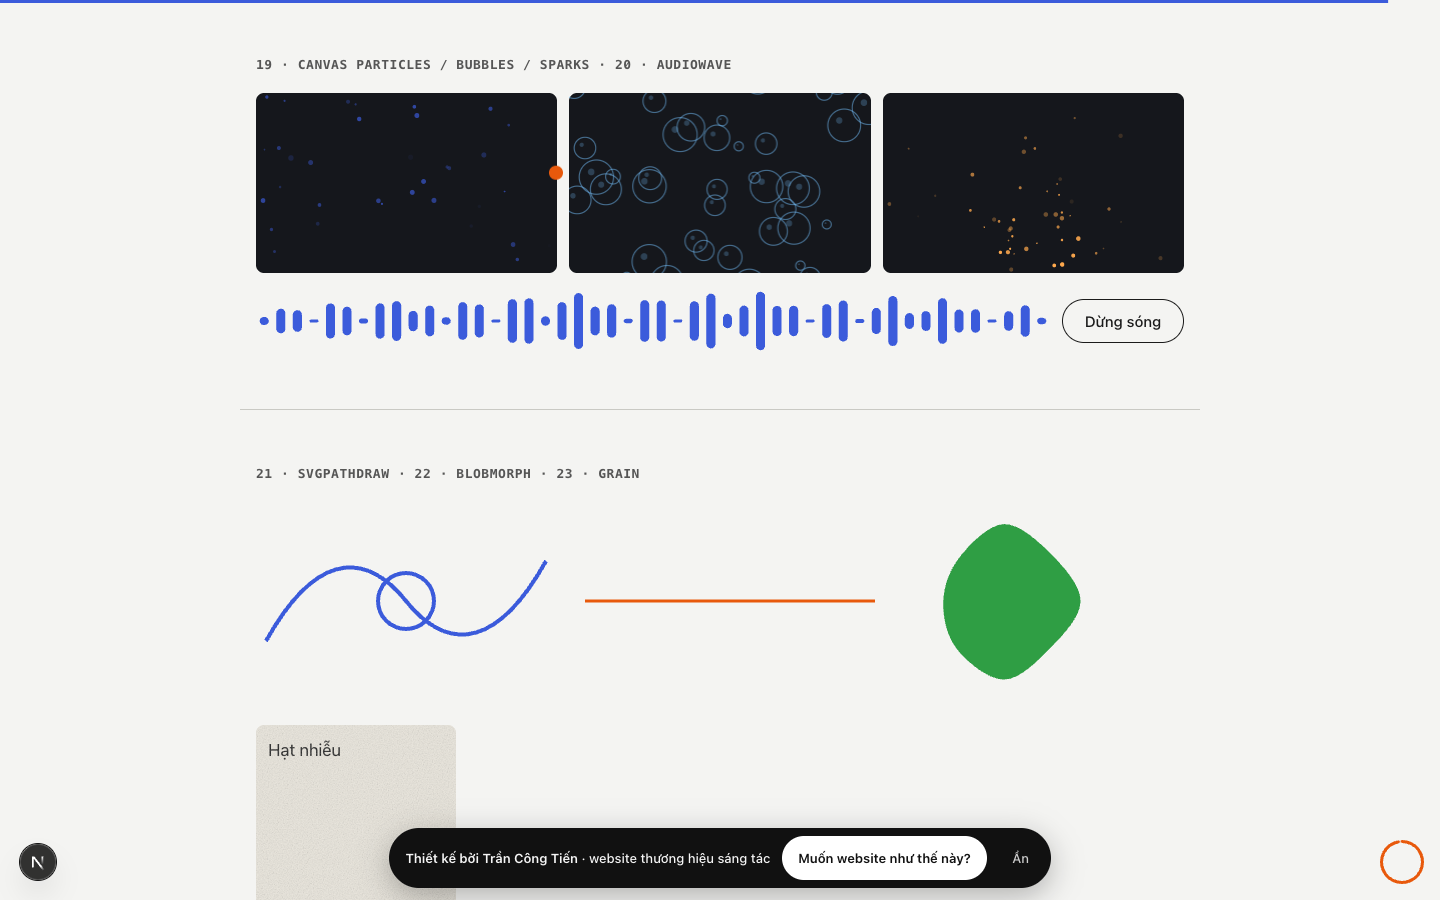 19 · CANVAS PARTICLES / BUBBLES / SPARKS · 20 · AUDIOWAVE
Dừng sóng
21 · SVGPATHDRAW · 22 · BLOBMORPH · 23 · GRAIN
Hạt nhiễu
N
Thiết kế bởi Trần Công Tiến · website thương hiệu sáng tác
Muốn website như thế này?
Ẩn